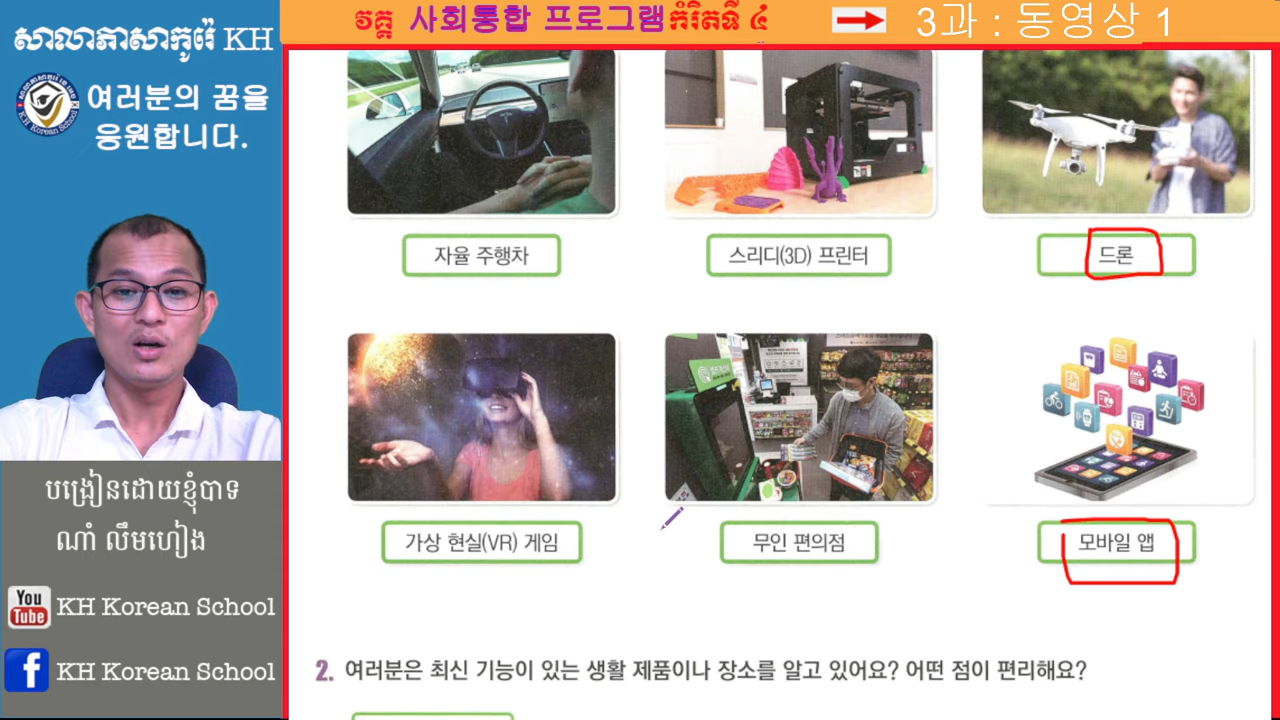 សាលាភាសាកូរ៉េ KH
여러분의 꿈을
응원합니다.
វគ្គ 사회통합 프로그램 កំរិតទី ៤
3과 : 동영상 1
자율 주행차
스리디(3D) 프린터
드론
가상 현실(VR) 게임
무인 편의점
모바일 앱
2. 여러분은 최신 기능이 있는 생활 제품이나 장소를 알고 있어요? 어떤 점이 편리해요?
បង្រៀនដោយខ្ញុំបាទ
ណាំ លឹមហៀង
You Tube KH Korean School
f KH Korean School